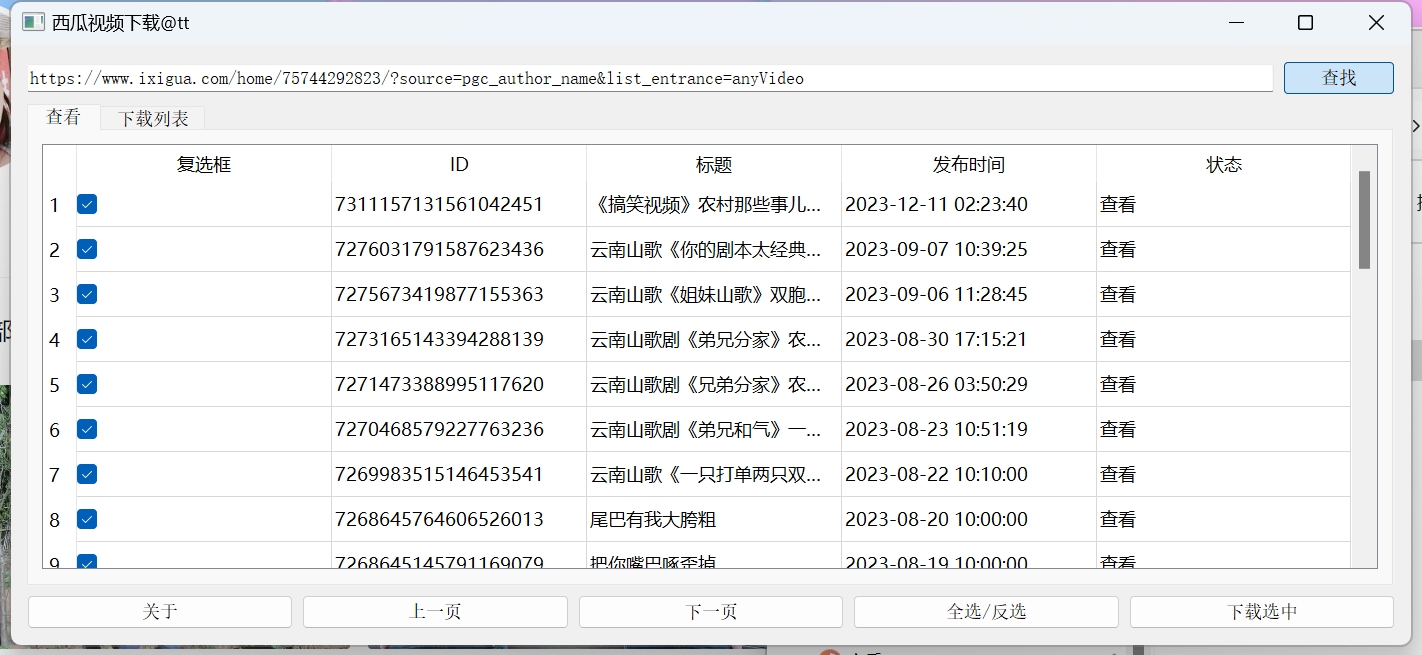 西瓜视频下载@tt
https://www.ixigua.com/home/75744292823/?source=pgc_author_name&list_entrance=anyVideo 查找
查看 下载列表
复选框 ID 标题 发布时间 状态
1 7311157131561042451 《搞笑视频》农村那些事儿... 2023-12-11 02:23:40 查看
2 7276031791587623436 云南山歌《你的剧本太经典... 2023-09-07 10:39:25 查看
3 7275673419877155363 云南山歌《姐妹山歌》双胞... 2023-09-06 11:28:45 查看
4 7273165143394288139 云南山歌剧《弟兄分家》农... 2023-08-30 17:15:21 查看
5 7271473388995117620 云南山歌剧《兄弟分家》农... 2023-08-26 03:50:29 查看
6 7270468579227763236 云南山歌剧《弟兄和气》一... 2023-08-23 10:51:19 查看
7 7269983515146453541 云南山歌《一只打单两只双... 2023-08-22 10:10:00 查看
8 7268645764606526013 尾巴有我大胯粗 2023-08-20 10:00:00 查看
9 7268645145791169079 把你嘴巴啄歪掉 2023-08-19 10:00:00 查看
关于 上一页 下一页 全选/反选 下载选中